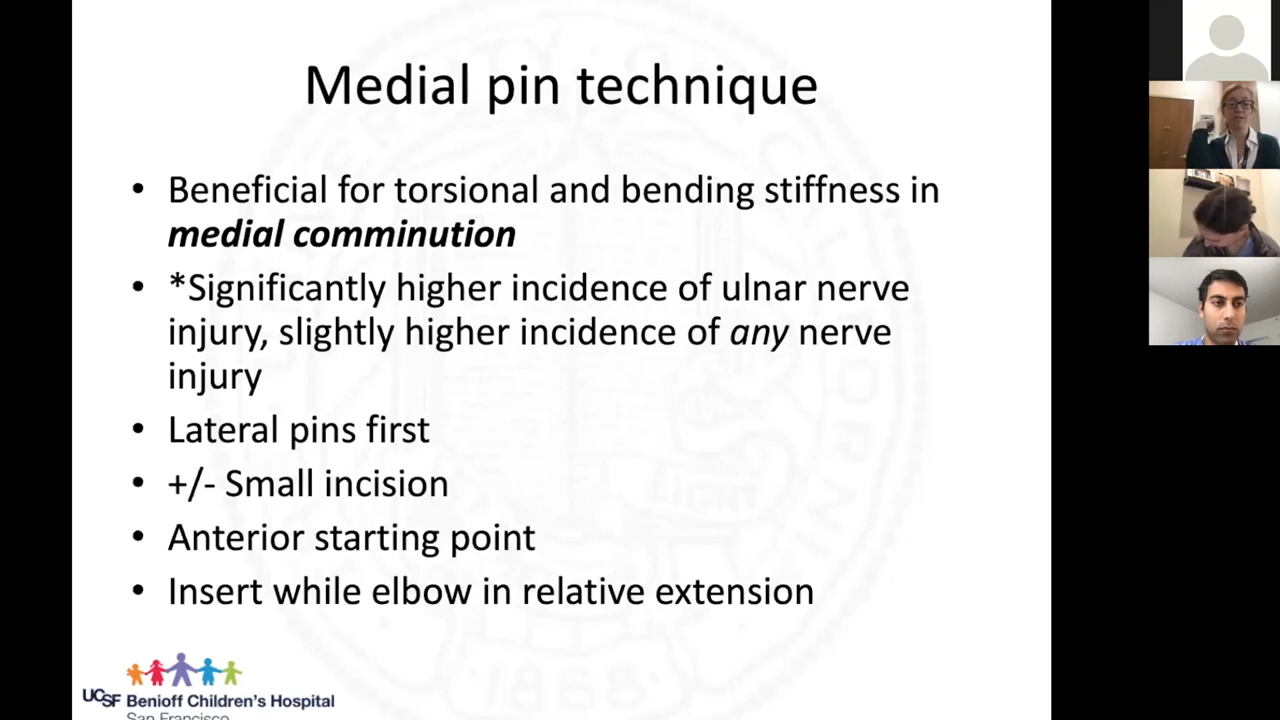 Medial pin technique
• Beneficial for torsional and bending stiffness in
medial comminution
• *Significantly higher incidence of ulnar nerve
injury, slightly higher incidence of any nerve
injury
• Lateral pins first
• +/- Small incision
• Anterior starting point
• Insert while elbow in relative extension
UCSF Benioff Children's Hospital
San Francisco
1868